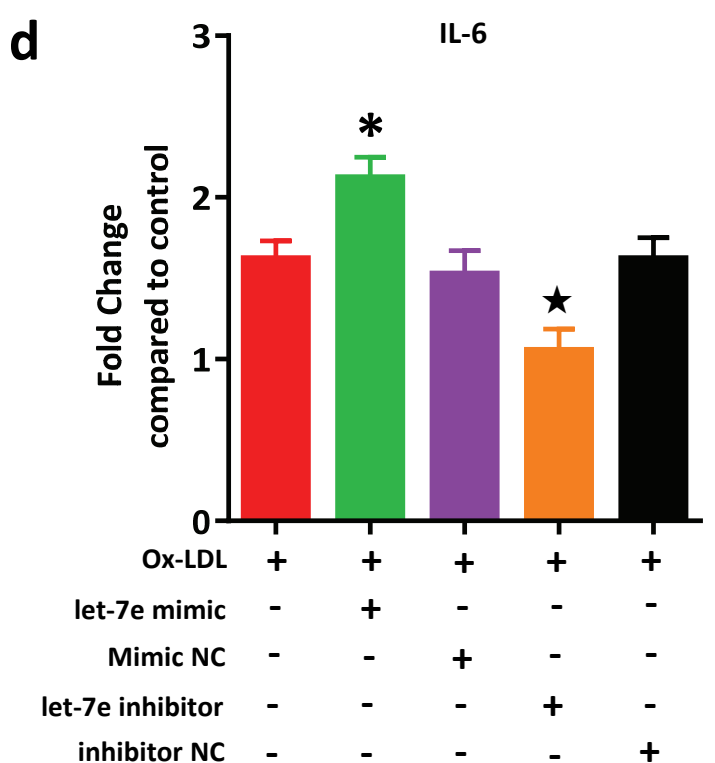 d
IL-6
Fold Change
compared to control
3
2
1
0
*
★
Ox-LDL + + + + +
let-7e mimic - + - - -
Mimic NC - - + - -
let-7e inhibitor - - - + -
inhibitor NC - - - - +